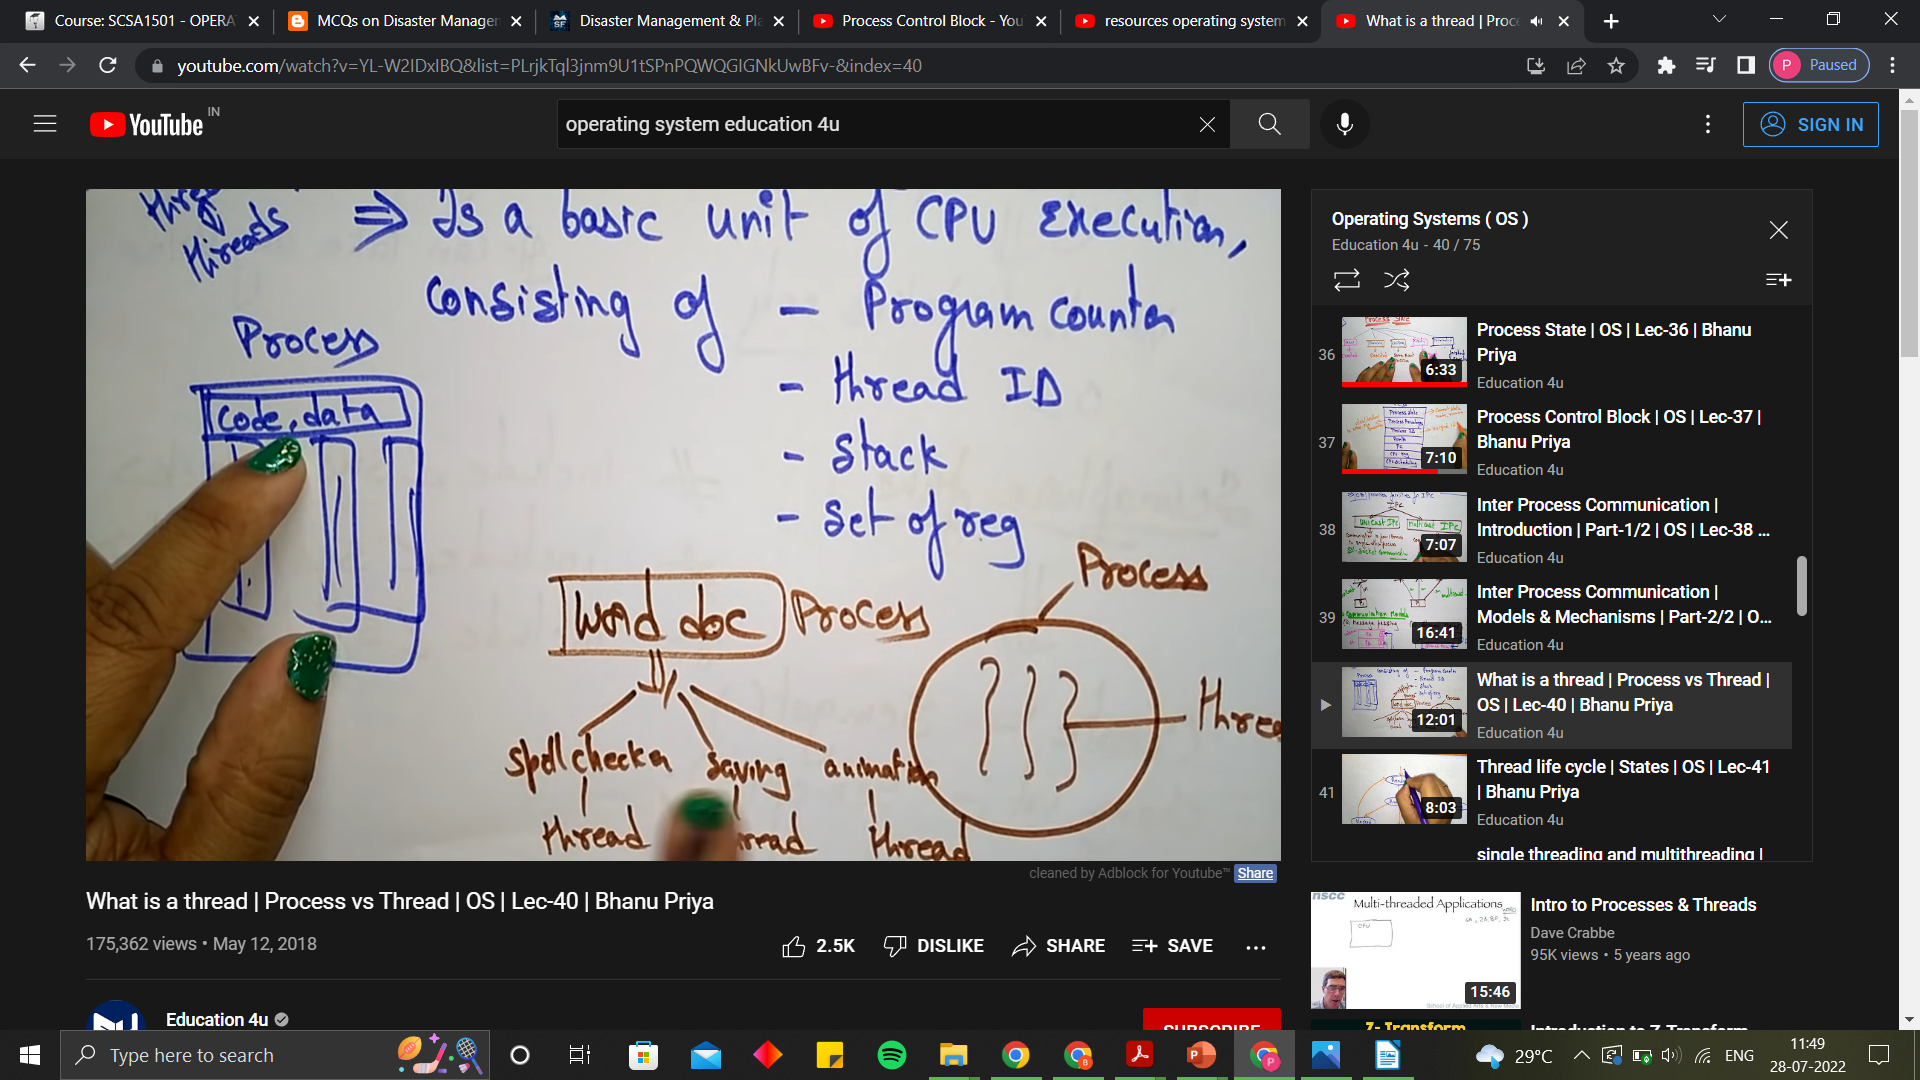 Course: SCSA1501 - OPERA
MCQs on Disaster Managem
Disaster Management & Pla
Process Control Block - You
resources operating system
What is a thread | Proce
youtube.com/watch?v=YL-W2IDxIBQ&list=PLrjkTql3jnm9U1tSPnPQWQGIGNkUwBFv-&index=40
P Paused
YouTube IN
operating system education 4u
SIGN IN
threads
⇒ Is a basic unit of CPU Execution,
Consisting of - Program counter
- thread ID
- Stack
- Set of reg
Process
Code, data
Word doc Process
Process
spellchecker saving animation
thread thread
Operating Systems ( OS )
Education 4u - 40 / 75
36
Process State | OS | Lec-36 | Bhanu
Priya
6:33
Education 4u
37
Process Control Block | OS | Lec-37 |
Bhanu Priya
7:10
Education 4u
38
Inter Process Communication |
Introduction | Part-1/2 | OS | Lec-38 ...
7:07
Education 4u
39
Inter Process Communication |
Models & Mechanisms | Part-2/2 | O...
16:41
Education 4u
What is a thread | Process vs Thread |
OS | Lec-40 | Bhanu Priya
12:01
Education 4u
41
Thread life cycle | States | OS | Lec-41
| Bhanu Priya
8:03
Education 4u
single threading and multithreading |
cleaned by Adblock for Youtube™ Share
What is a thread | Process vs Thread | OS | Lec-40 | Bhanu Priya
175,362 views • May 12, 2018
2.5K DISLIKE SHARE SAVE ...
Education 4u
SUBSCRIBE
nscc
Multi-threaded Applications
CPU
15:46
Intro to Processes & Threads
Dave Crabbe
95K views • 5 years ago
Z- Transform
Introduction to Z-Transform
Type here to search
29°C
ENG
11:49
28-07-2022